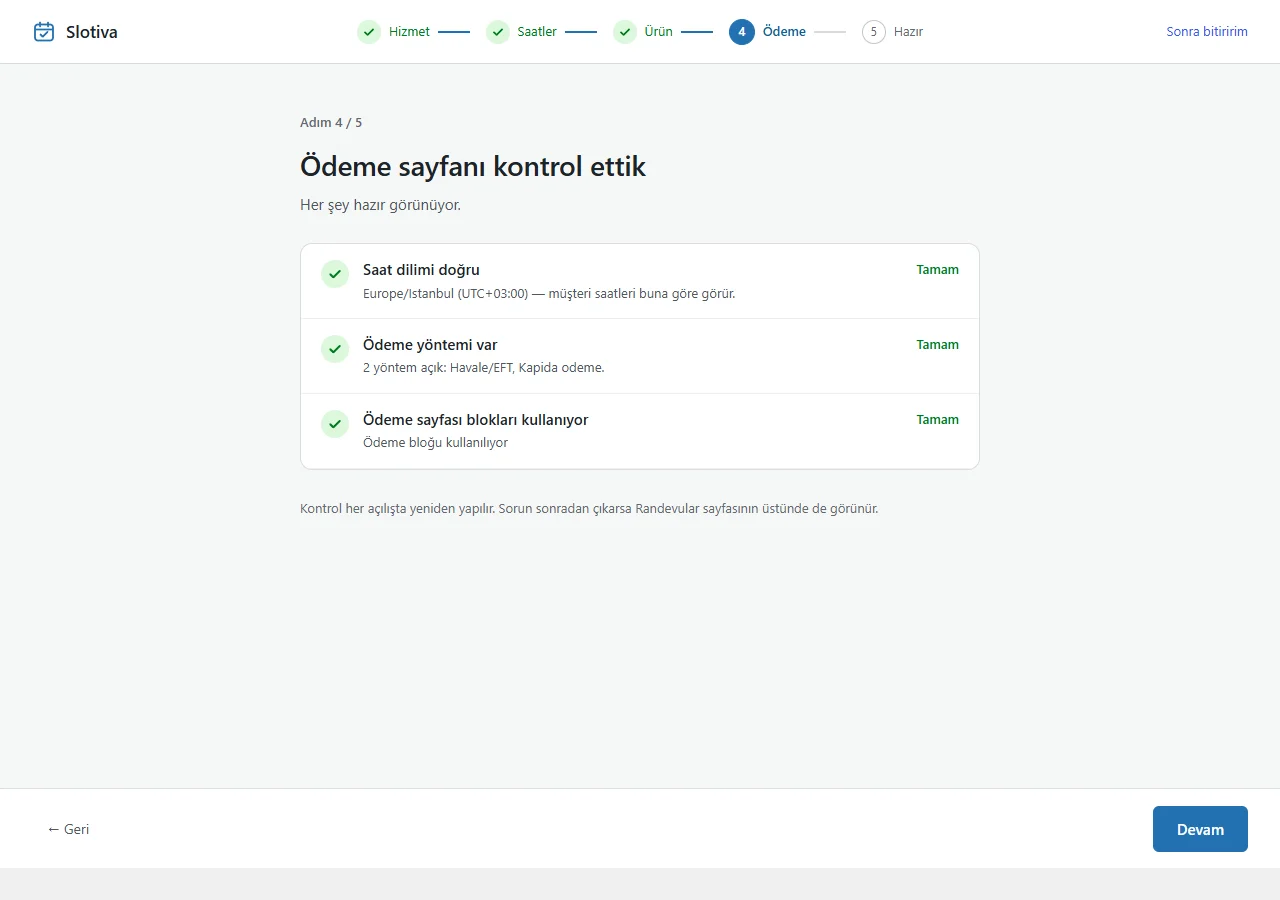 Slotiva
Hizmet
Saatler
Ürün
4 Ödeme
5 Hazır
Sonra bitiririm
Adım 4 / 5
Ödeme sayfanı kontrol ettik
Her şey hazır görünüyor.
Saat dilimi doğru
Tamam
Europe/Istanbul (UTC+03:00) — müşteri saatleri buna göre görür.
Ödeme yöntemi var
Tamam
2 yöntem açık: Havale/EFT, Kapida odeme.
Ödeme sayfası blokları kullanıyor
Tamam
Ödeme bloğu kullanılıyor
Kontrol her açılışta yeniden yapılır. Sorun sonradan çıkarsa Randevular sayfasının üstünde de görünür.
← Geri
Devam